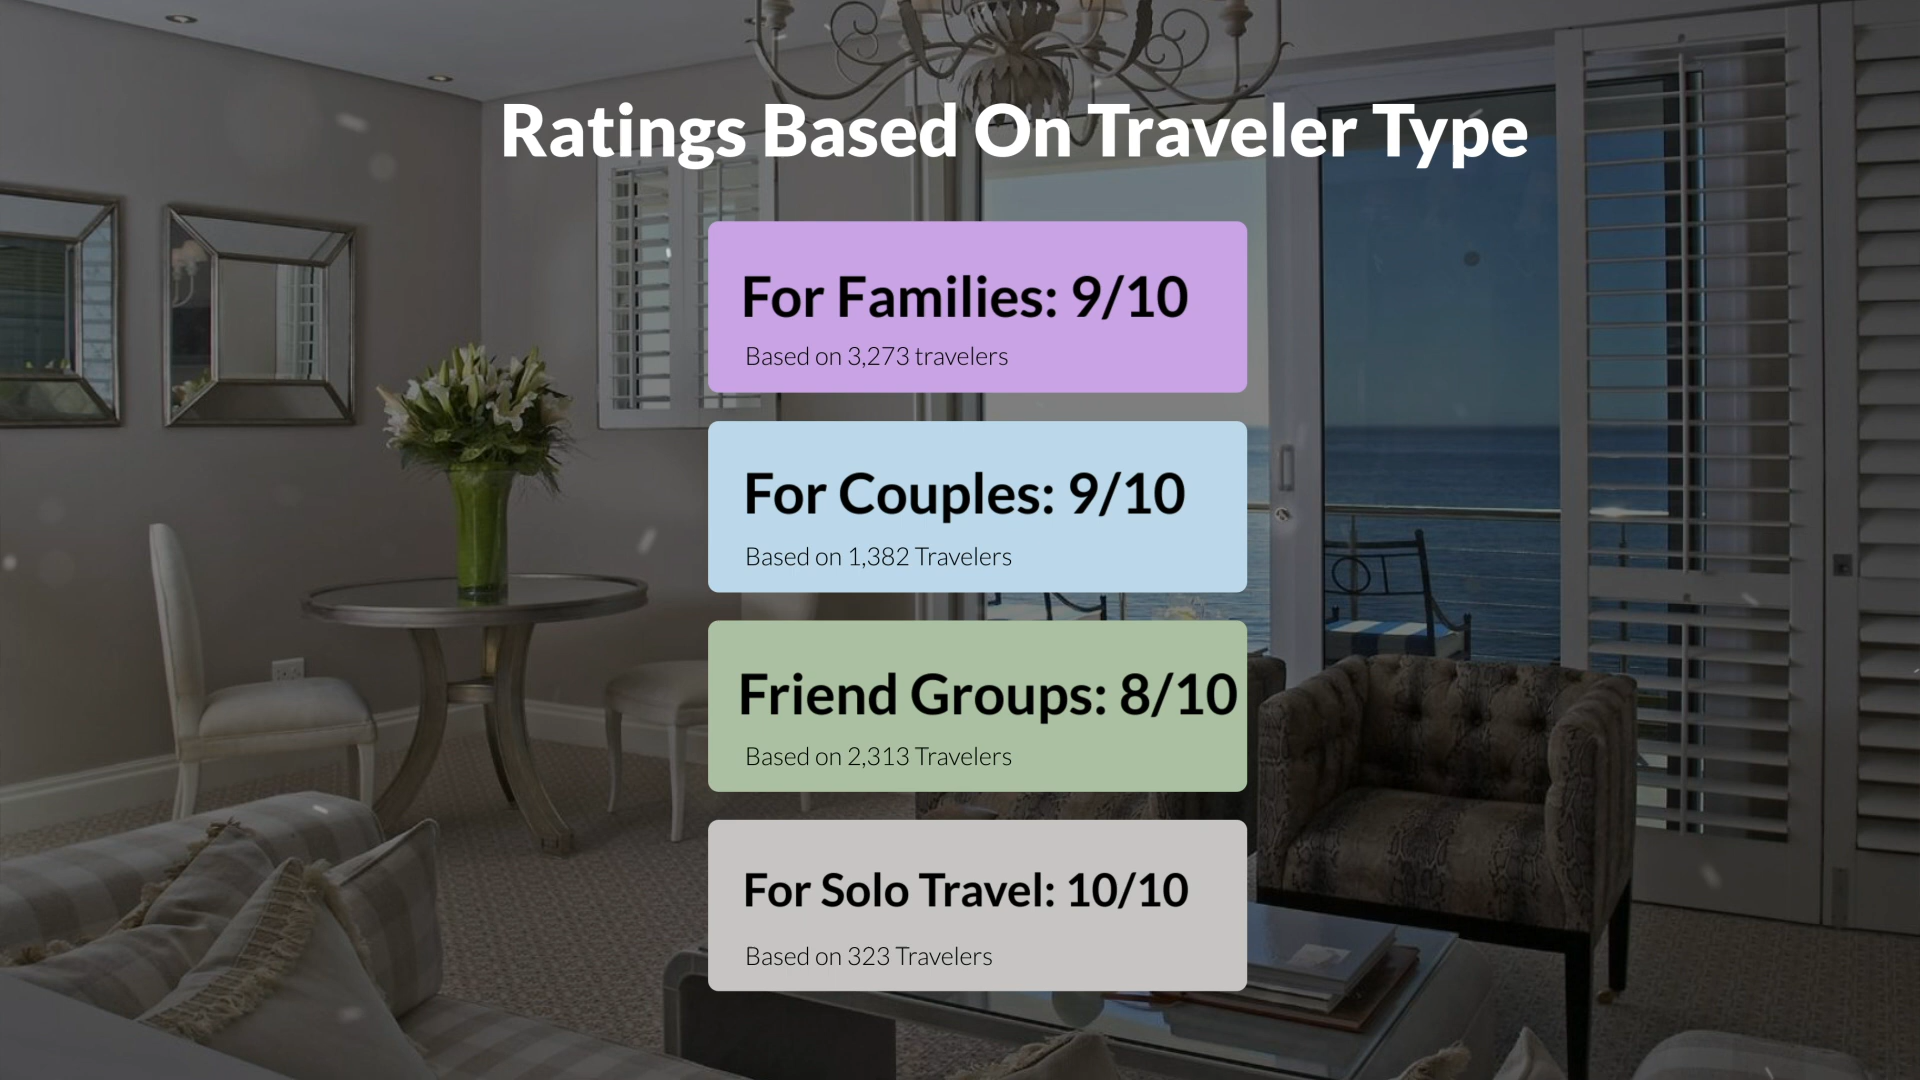 Ratings Based On Traveler Type
For Families: 9/10
Based on 3,273 travelers
For Couples: 9/10
Based on 1,382 Travelers
Friend Groups: 8/10
Based on 2,313 Travelers
For Solo Travel: 10/10
Based on 323 Travelers